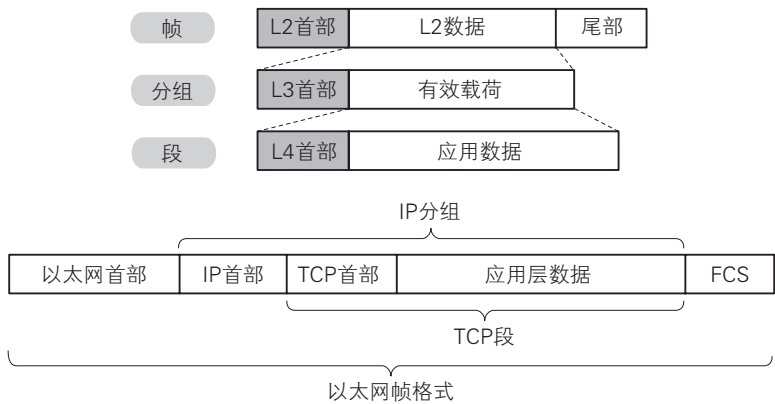 帧 L2首部 L2数据 尾部
分组 L3首部 有效载荷
段 L4首部 应用数据
IP分组
以太网首部 IP首部 TCP首部 应用层数据 FCS
TCP段
以太网帧格式